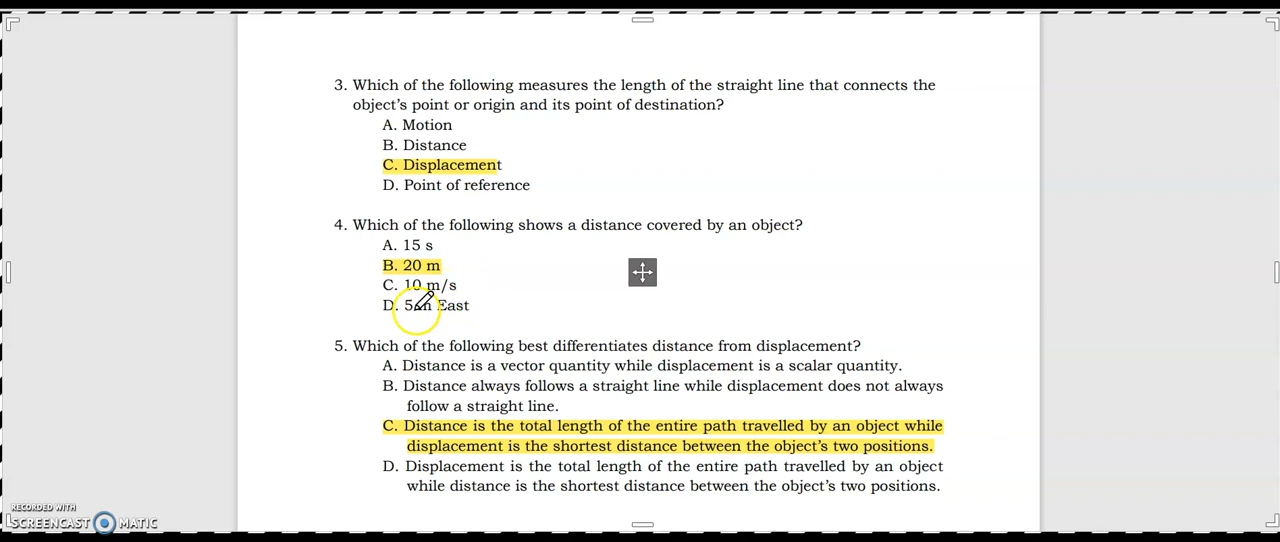 3. Which of the following measures the length of the straight line that connects the
object's point or origin and its point of destination?
A. Motion
B. Distance
C. Displacement
D. Point of reference
4. Which of the following shows a distance covered by an object?
A. 15 s
B. 20 m
C. 10 m/s
D. East
5. Which of the following best differentiates distance from displacement?
A. Distance is a vector quantity while displacement is a scalar quantity.
B. Distance always follows a straight line while displacement does not always
follow a straight line.
C. Distance is the total length of the entire path travelled by an object while
displacement is the shortest distance between the object's two positions.
D. Displacement is the total length of the entire path travelled by an object
while distance is the shortest distance between the object's two positions.
RECORDED WITH
SCREENCAST MATIC